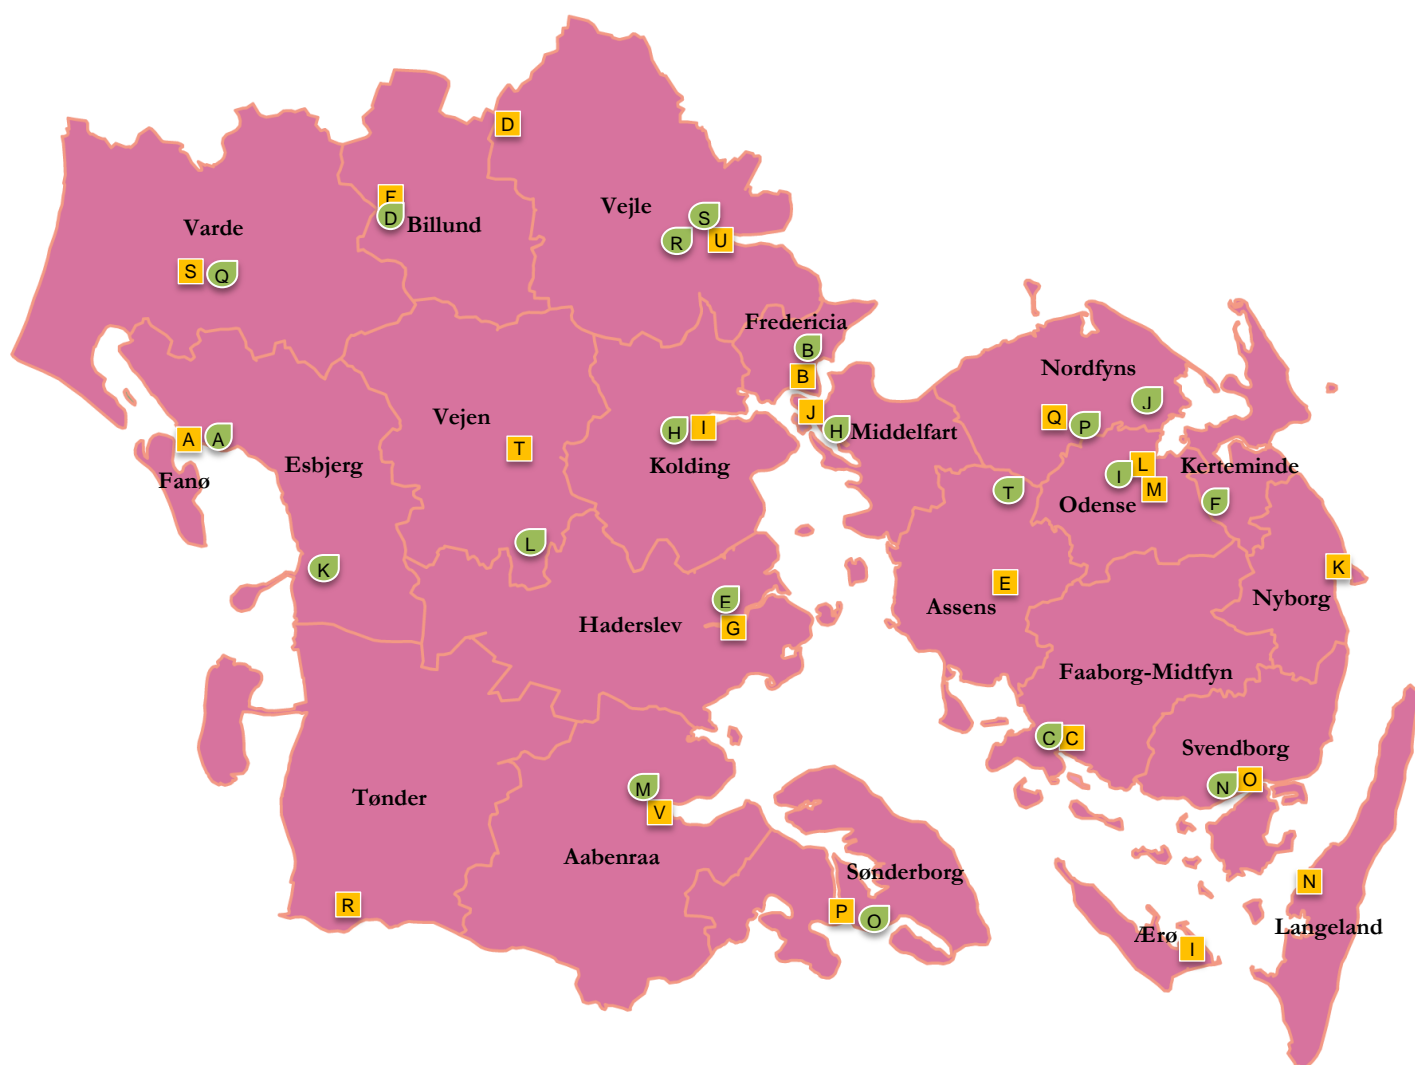 D
F
D
Billund
Varde
Vejle
S
R
U
S
Q
Fredericia
B
B
Nordfyns
J
Q
P
J
H
Middelfart
Vejen
T
H
I
Kolding
A
A
Esbjerg
Fanø
L
I
M
Kerteminde
Odense
F
T
L
K
K
E
Assens
Nyborg
E
G
Haderslev
Faaborg-Midtfyn
C
C
Svendborg
N
O
Tønder
M
V
Aabenraa
Sønderborg
P
O
R
N
Langeland
Ærø
I